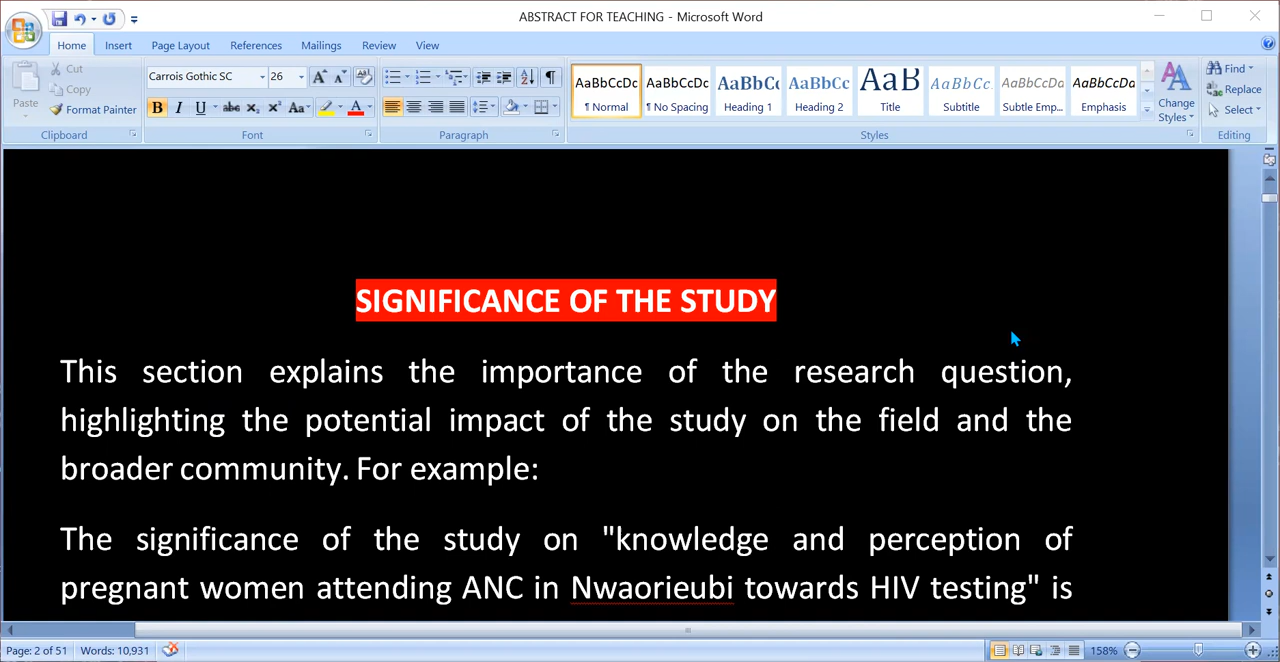 ABSTRACT FOR TEACHING - Microsoft Word
Home Insert Page Layout References Mailings Review View
Paste
Cut
Copy
Format Painter
Clipboard
Carrois Gothic SC 26
B I U abc x₂ x² Aa
Font
Paragraph
AaBbCcDc AaBbCcDc AaBbCc AaBbCc AaB AaBbCc. AaBbCcDa AaBbCcDa
¶ Normal ¶ No Spacing Heading 1 Heading 2 Title Subtitle Subtle Emp... Emphasis
Change
Styles
Styles
Find
Replace
Select
Editing
SIGNIFICANCE OF THE STUDY
This section explains the importance of the research question,
highlighting the potential impact of the study on the field and the
broader community. For example:
The significance of the study on "knowledge and perception of
pregnant women attending ANC in Nwaorieubi towards HIV testing" is
Page: 2 of 51 Words: 10,931 158%